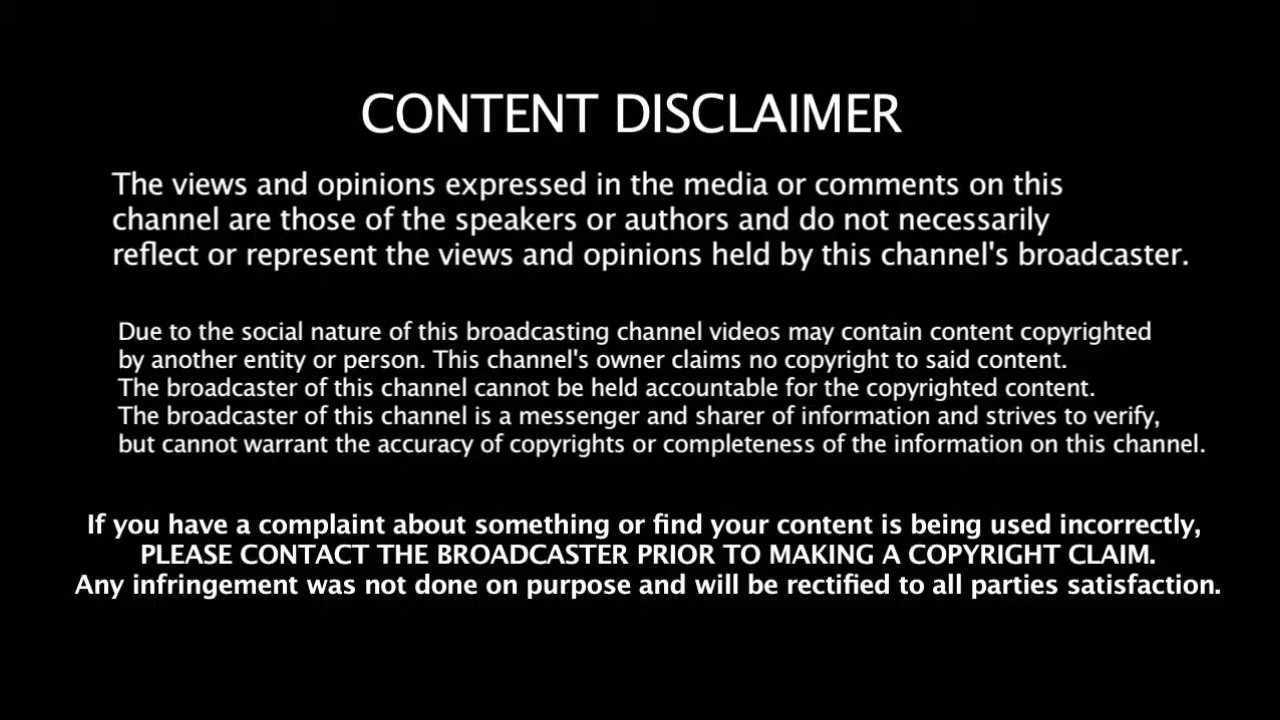 CONTENT DISCLAIMER
The views and opinions expressed in the media or comments on this
channel are those of the speakers or authors and do not necessarily
reflect or represent the views and opinions held by this channel's broadcaster.
Due to the social nature of this broadcasting channel videos may contain content copyrighted
by another entity or person. This channel's owner claims no copyright to said content.
The broadcaster of this channel cannot be held accountable for the copyrighted content.
The broadcaster of this channel is a messenger and sharer of information and strives to verify,
but cannot warrant the accuracy of copyrights or completeness of the information on this channel.
If you have a complaint about something or find your content is being used incorrectly,
PLEASE CONTACT THE BROADCASTER PRIOR TO MAKING A COPYRIGHT CLAIM.
Any infringement was not done on purpose and will be rectified to all parties satisfaction.